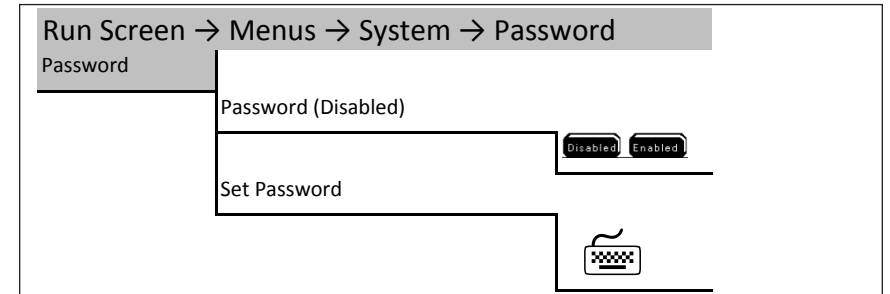 Run Screen → Menus → System → Password
Password
Password (Disabled)
Disabled Enabled
Set Password